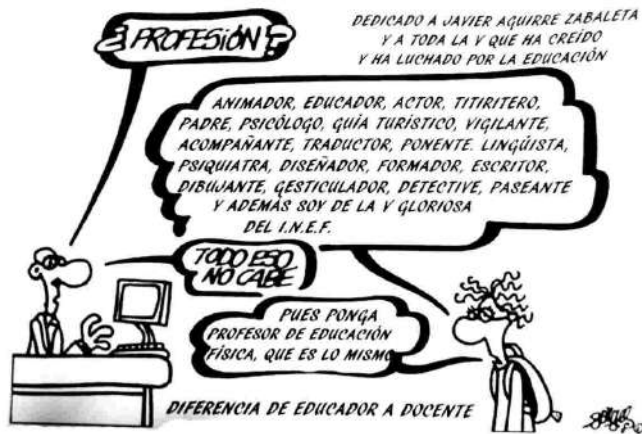 ¿PROFESIÓN?
DEDICADO A JAVIER AGUIRRE ZABALETA
Y A TODA LA V QUE HA CREÍDO
Y HA LUCHADO POR LA EDUCACIÓN
ANIMADOR, EDUCADOR, ACTOR, TITIRITERO,
PADRE, PSICÓLOGO, GUÍA TURÍSTICO, VIGILANTE,
ACOMPAÑANTE, TRADUCTOR, PONENTE. LINGÜISTA,
PSIQUIATRA, DISEÑADOR, FORMADOR, ESCRITOR,
DIBUJANTE, GESTICULADOR, DETECTIVE, PASEANTE
Y ADEMÁS SOY DE LA V GLORIOSA
DEL I.N.E.F.
TODO ESO
NO CABE
PUES PONGA
PROFESOR DE EDUCACIÓN
FÍSICA, QUE ES LO MISMO
DIFERENCIA DE EDUCADOR A DOCENTE